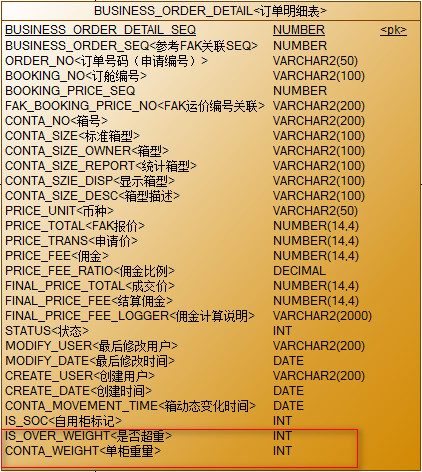 BUSINESS_ORDER_DETAIL<订单明细表>
BUSINESS_ORDER_DETAIL_SEQ NUMBER <pk>
BUSINESS_ORDER_SEQ<参考FAK关联SEQ> NUMBER
ORDER_NO<订单号码（申请编号）> VARCHAR2(50)
BOOKING_NO<订舱编号> VARCHAR2(100)
BOOKING_PRICE_SEQ NUMBER
FAK_BOOKING_PRICE_NO<FAK运价编号关联> VARCHAR2(200)
CONTA_NO<箱号> VARCHAR2(200)
CONTA_SIZE<标准箱型> VARCHAR2(100)
CONTA_SIZE_OWNER<箱型> VARCHAR2(100)
CONTA_SIZE_REPORT<统计箱型> VARCHAR2(100)
CONTA_SZIE_DISP<显示箱型> VARCHAR2(100)
CONTA_SIZE_DESC<箱型描述> VARCHAR2(100)
PRICE_UNIT<币种> VARCHAR2(50)
PRICE_TOTAL<FAK报价> NUMBER(14,4)
PRICE_TRANS<申请价> NUMBER(14,4)
PRICE_FEE<佣金> NUMBER(14,4)
PRICE_FEE_RATIO<佣金比例> DECIMAL
FINAL_PRICE_TOTAL<成交价> NUMBER(14,4)
FINAL_PRICE_FEE<结算佣金> NUMBER(14,4)
FINAL_PRICE_FEE_LOGGER<佣金计算说明> VARCHAR2(2000)
STATUS<状态> INT
MODIFY_USER<最后修改用户> VARCHAR2(200)
MODIFY_DATE<最后修改时间> DATE
CREATE_USER<创建用户> VARCHAR2(200)
CREATE_DATE<创建时间> DATE
CONTA_MOVEMENT_TIME<箱动态变化时间> DATE
IS_SOC<自用柜标记> INT
IS_OVER_WEIGHT<是否超重> INT
CONTA_WEIGHT<单柜重量> INT